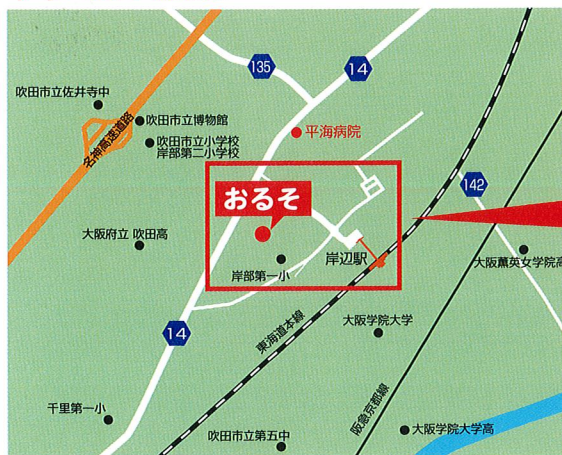 135
14
吹田市立佐井寺中
吹田市立博物館
名神高速道路
吹田市立小学校
岸部第二小学校
平海病院
おるそ
142
大阪府立 吹田高
岸辺駅
岸部第一小
大阪薫英女学院高
東海道本線
大阪学院大学
14
阪急京都線
千里第一小
吹田市立第五中
大阪学院大学高